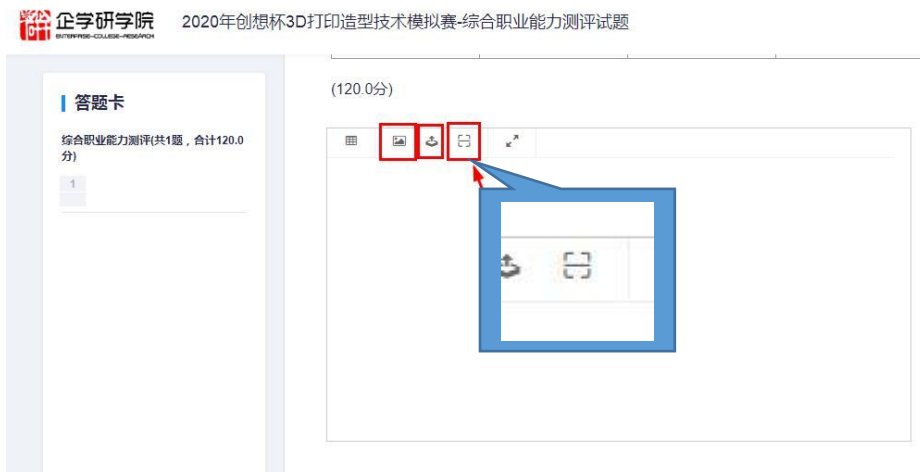 企学研学院
ENTERPRISE-COLLEGE-RESEARCH
2020年创想杯3D打印造型技术模拟赛-综合职业能力测评试题
答题卡
综合职业能力测评(共1题，合计120.0
分)
1
(120.0分)